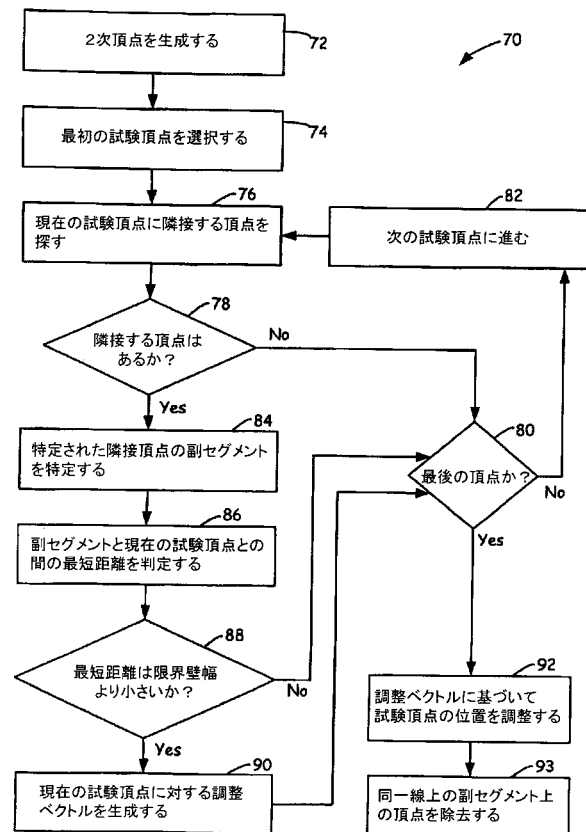 2次頂点を生成する
72
70
最初の試験頂点を選択する
74
76
現在の試験頂点に隣接する頂点を
探す
82
次の試験頂点に進む
78
隣接する頂点は
あるか？
No
Yes
84
特定された隣接頂点の副セグメント
を特定する
80
最後の頂点か？
No
Yes
86
副セグメントと現在の試験頂点との
間の最短距離を判定する
88
最短距離は限界壁幅
より小さいか？
No
Yes
90
現在の試験頂点に対する調整
ベクトルを生成する
92
調整ベクトルに基づいて
試験頂点の位置を調整する
93
同一線上の副セグメント上
の頂点を除去する